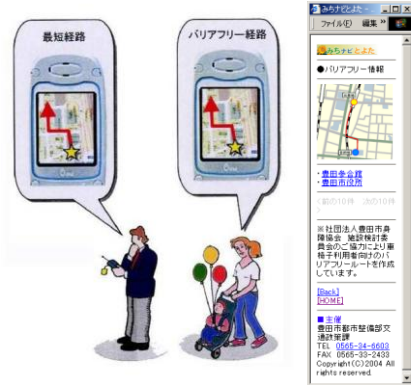 最短経路
バリアフリー経路
みちナビとよた -
ファイル(F) 編集 »
みちナビとよた
●バリアフリー情報
・豊田参合館
・豊田市役所
<前の10件 次の10件
>
※社団法人豊田市身
障協会 施設検討委
員会のご協力により車
椅子利用者向けのバ
リアフリールートを作成
しています。
[Back]
[HOME]
■主催
豊田市都市整備部交
通政策課
TEL 0565-34-6603
FAX 0565-33-2433
Copyright(C)2004 All
rights reserved.